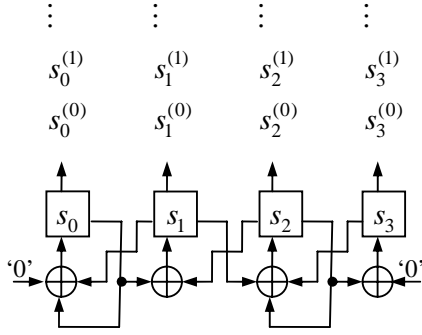 ⋮ ⋮ ⋮ ⋮
s₀⁽¹⁾ s₁⁽¹⁾ s₂⁽¹⁾ s₃⁽¹⁾
s₀⁽⁰⁾ s₁⁽⁰⁾ s₂⁽⁰⁾ s₃⁽⁰⁾
s₀ s₁ s₂ s₃
‘0’ ‘0’